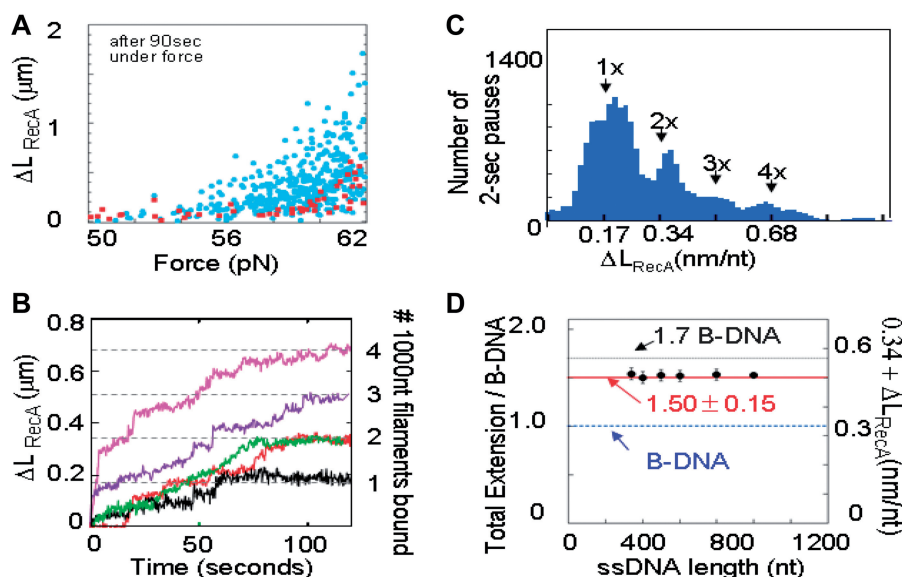 A
after 90sec
under force
2
1
0
ΔL RecA (μm)
50
56
62
Force (pN)
B
0.8
0.6
0.4
0.2
0
ΔL RecA (μm)
4
3
2
1
# 1000nt filaments bound
0
50
100
Time (seconds)
C
1400
0
Number of
2-sec pauses
1x
2x
3x
4x
0.17
0.34
0.68
ΔLRecA(nm/nt)
D
2.0
1.0
0
Total Extension / B-DNA
1.7 B-DNA
1.50 ± 0.15
B-DNA
0.6
0.3
0
0.34 + ΔLRecA(nm/nt)
0
400
800
1200
ssDNA length (nt)